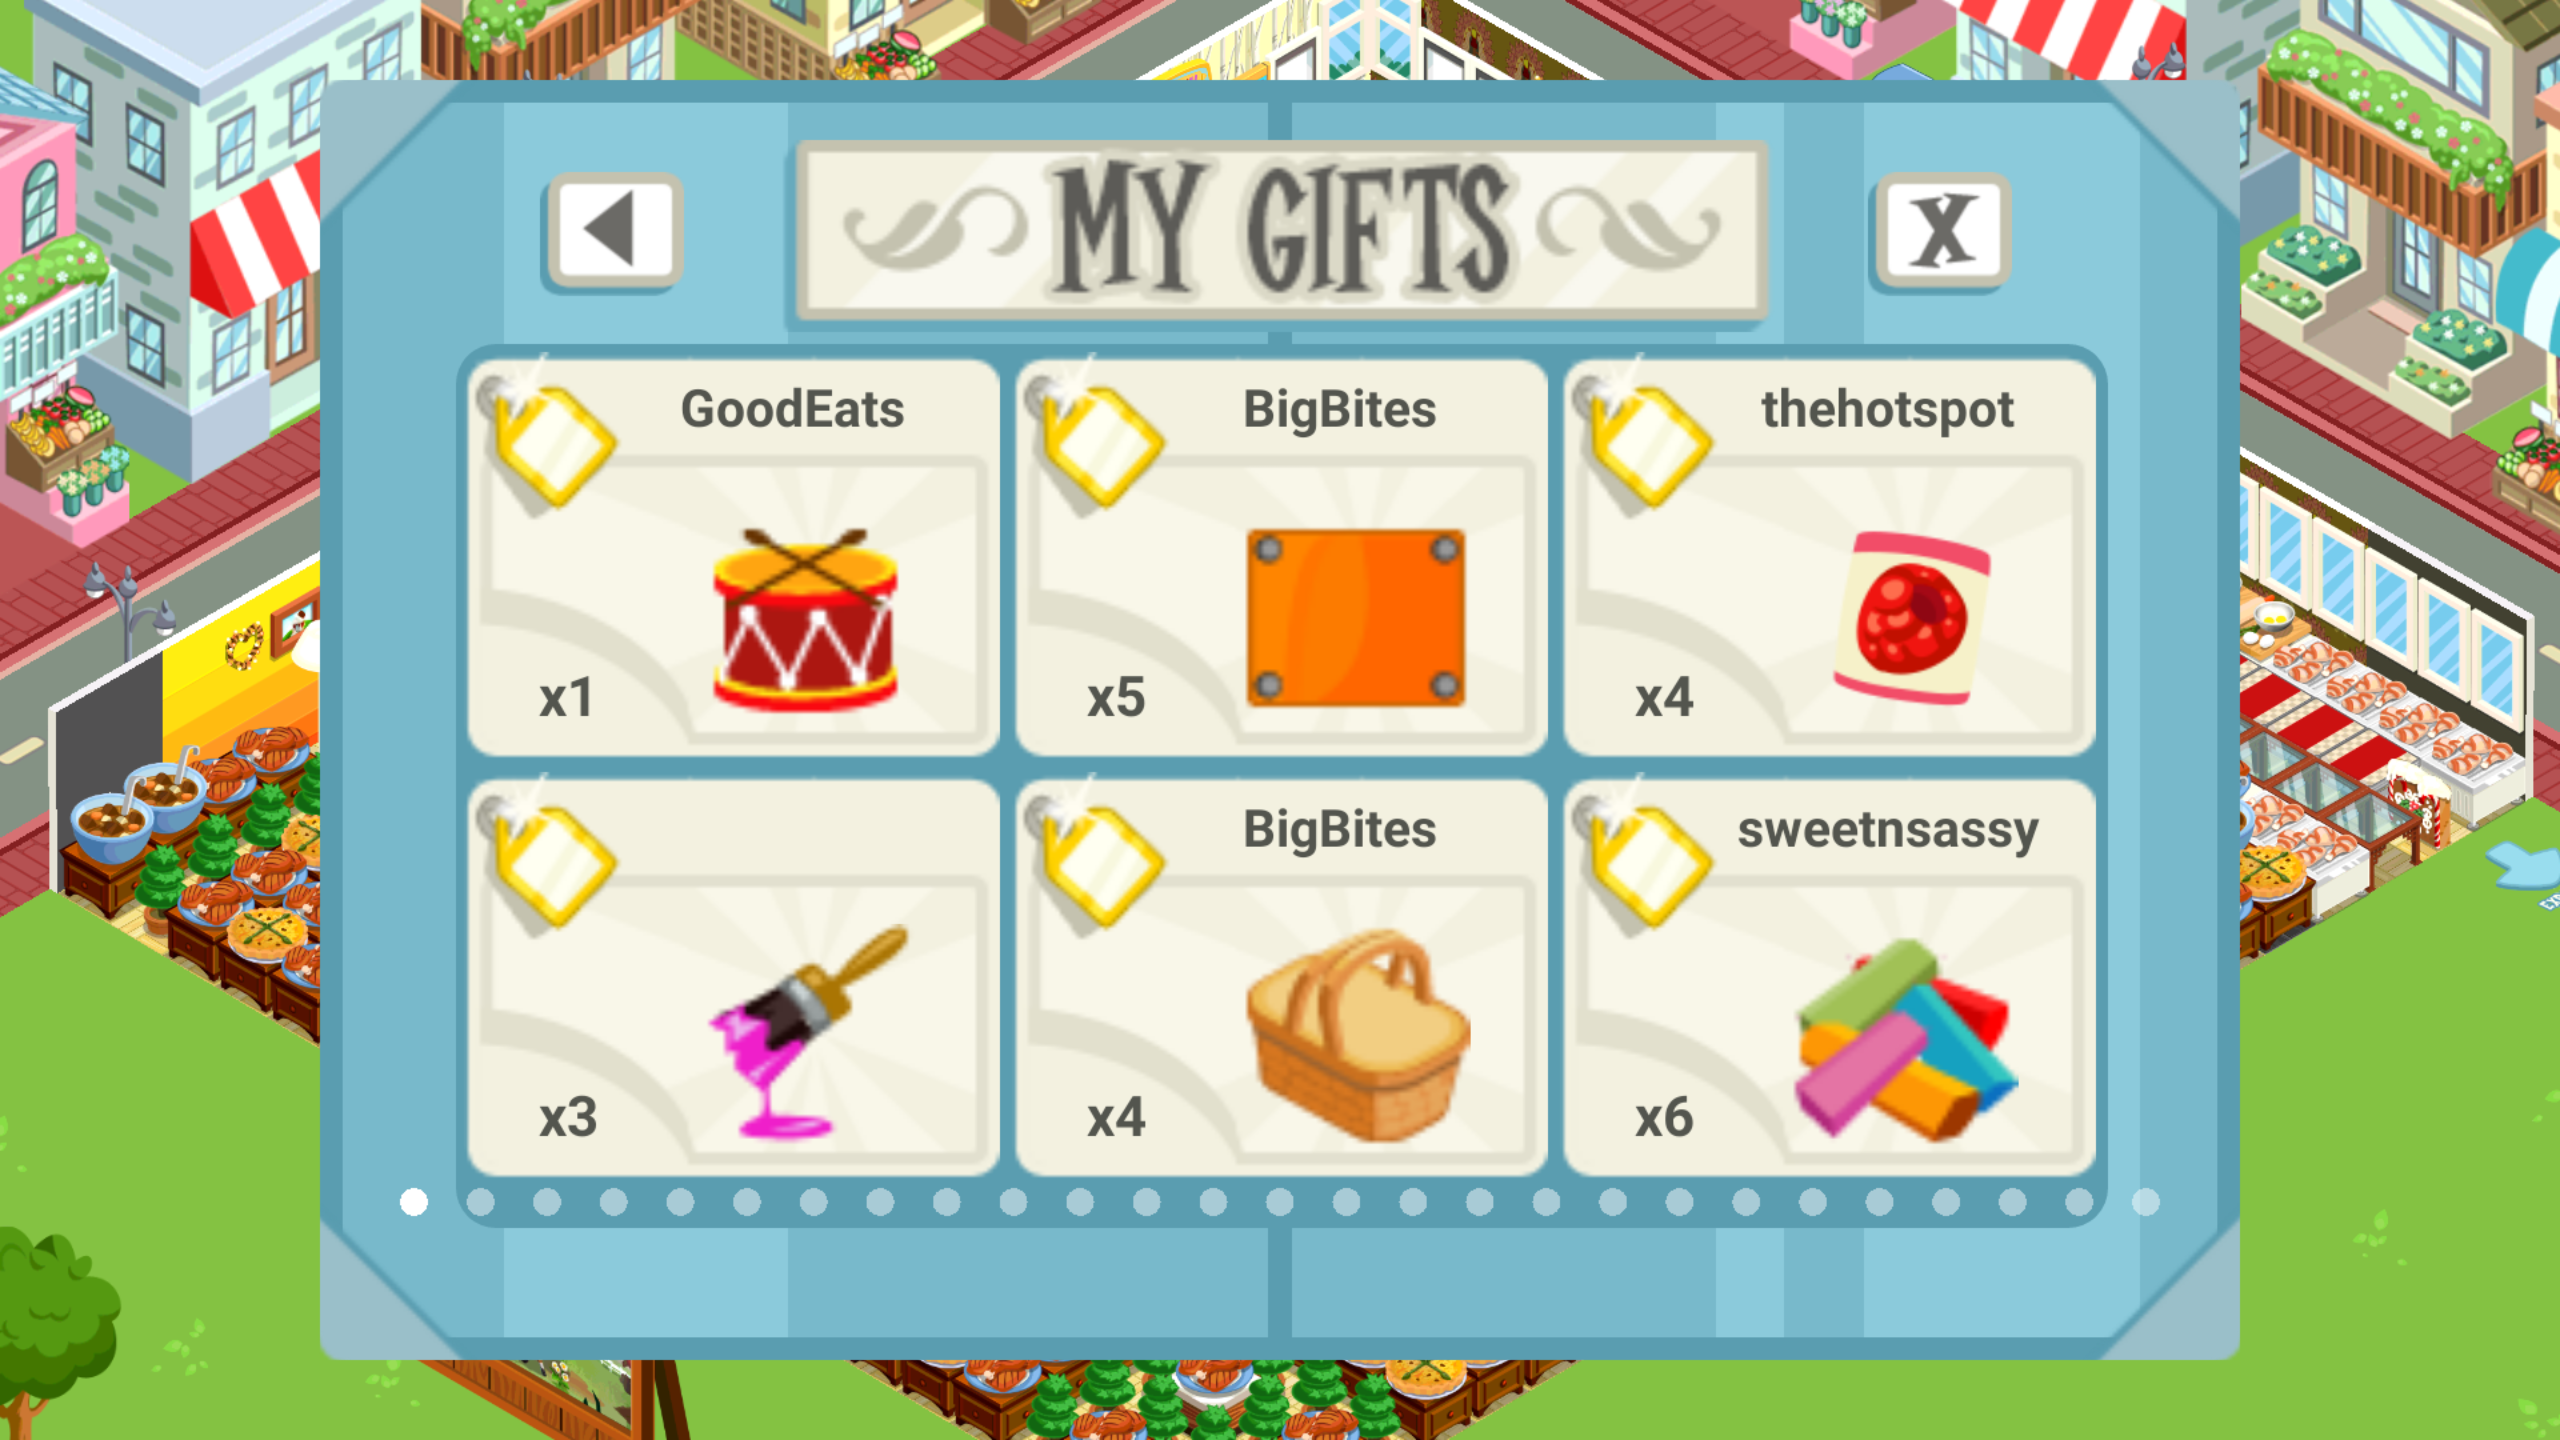 MY GIFTS
X
GoodEats
BigBites
thehotspot
x1
x5
x4
BigBites
sweetnsassy
x3
x4
x6